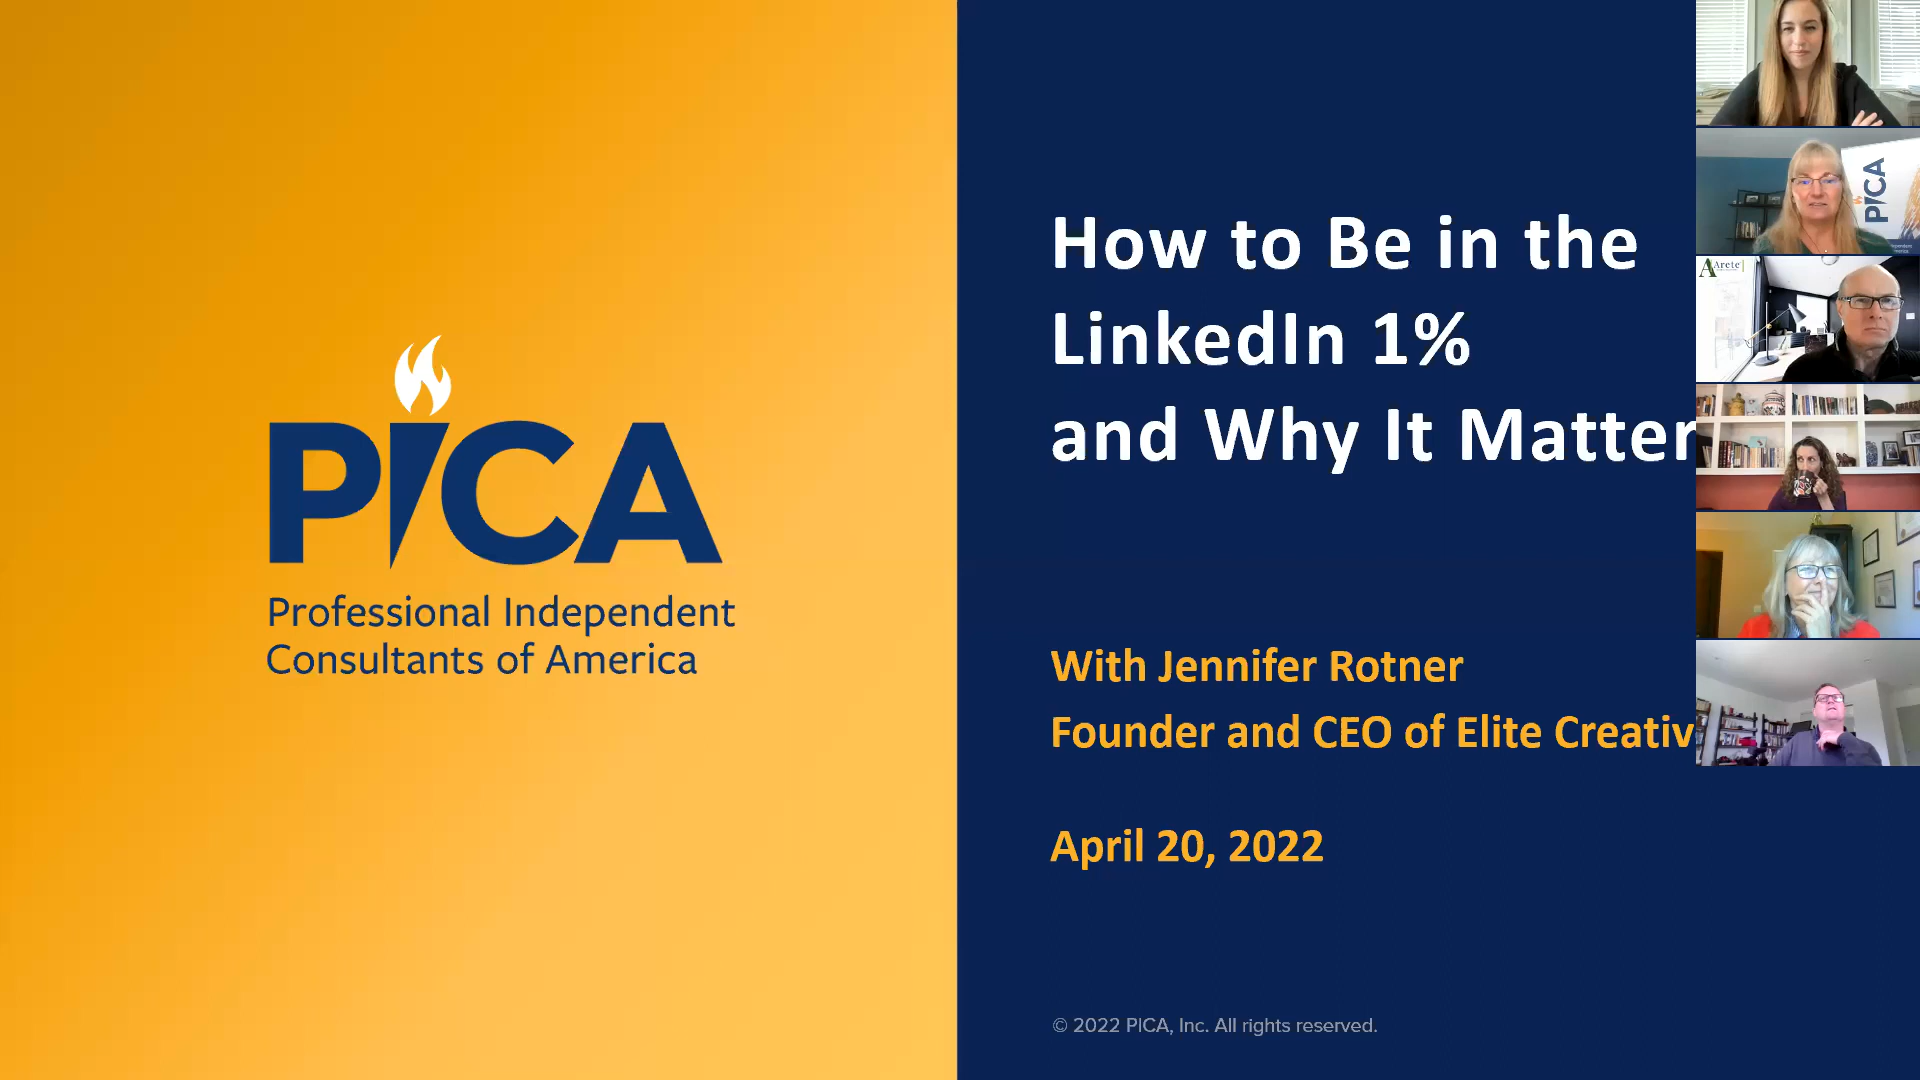 PICA
Professional Independent
Consultants of America
How to Be in the
LinkedIn 1%
and Why It Matter
With Jennifer Rotner
Founder and CEO of Elite Creativ
April 20, 2022
© 2022 PICA, Inc. All rights reserved.
PICA
Arete